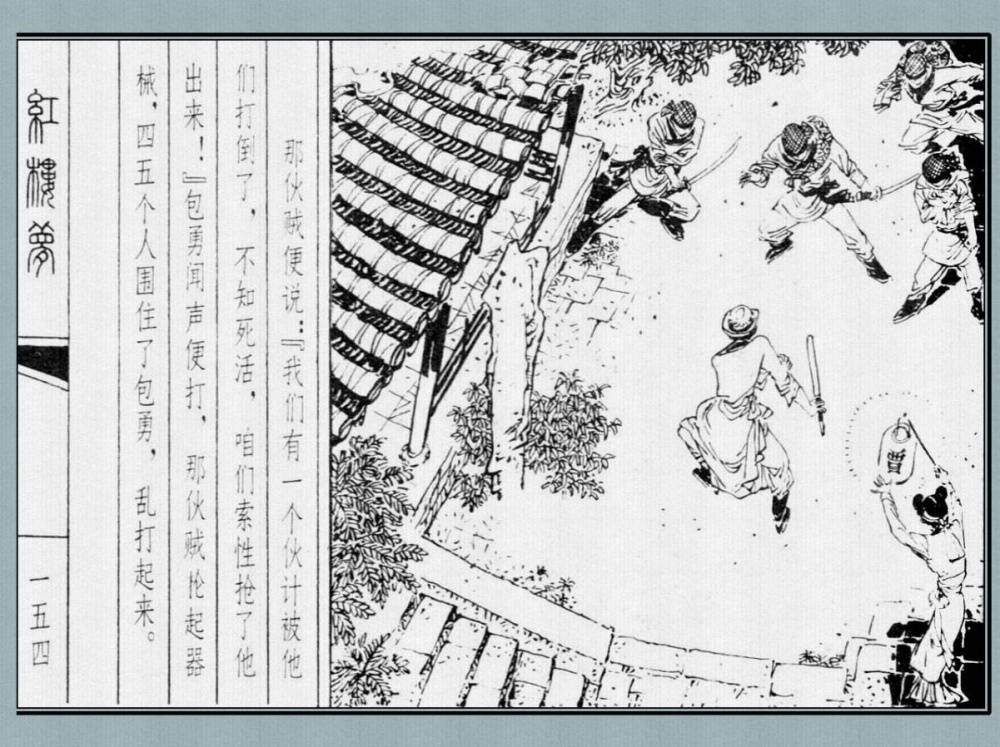 那伙贼便说：『我们有一个伙计被他
们打倒了，不知死活，咱们索性抢了他
出来！』包勇闻声便打，那伙贼抡起器
械，四五个人围住了包勇，乱打起来。
紅樓夢
一五四